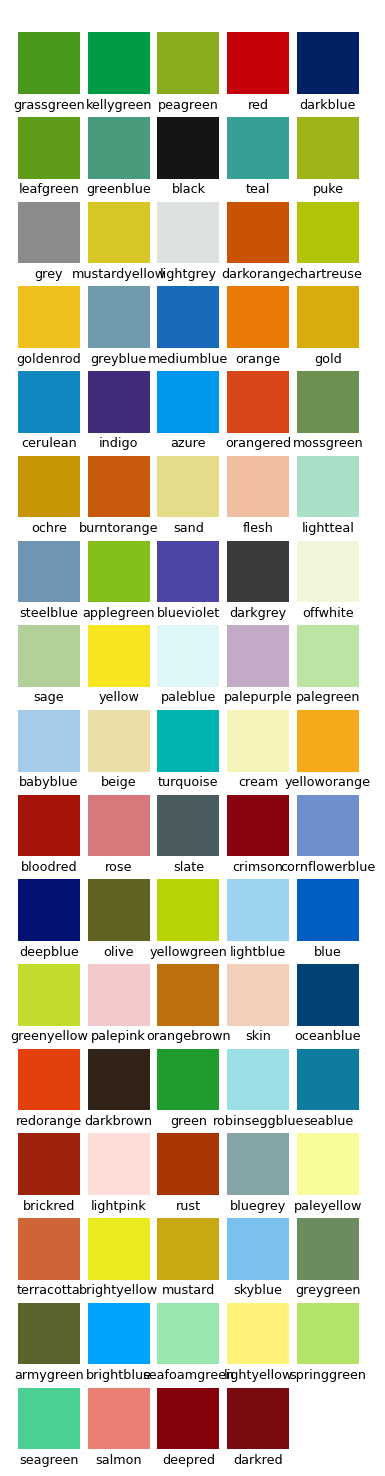 grassgreen kellygreen peagreen red darkblue
leafgreen greenblue black teal puke
grey mustardyellow lightgrey darkorange chartreuse
goldenrod greyblue mediumblue orange gold
cerulean indigo azure orangered mossgreen
ochre burntorange sand flesh lightteal
steelblue applegreen blueviolet darkgrey offwhite
sage yellow paleblue palepurple palegreen
babyblue beige turquoise cream yelloworange
bloodred rose slate crimson cornflowerblue
deepblue olive yellowgreen lightblue blue
greenyellow palepink orangebrown skin oceanblue
redorange darkbrown green robinseggblue seablue
brickred lightpink rust bluegrey paleyellow
terracotta brightyellow mustard skyblue greygreen
armygreen brightblue seafoamgreen lightyellow springgreen
seagreen salmon deepred darkred